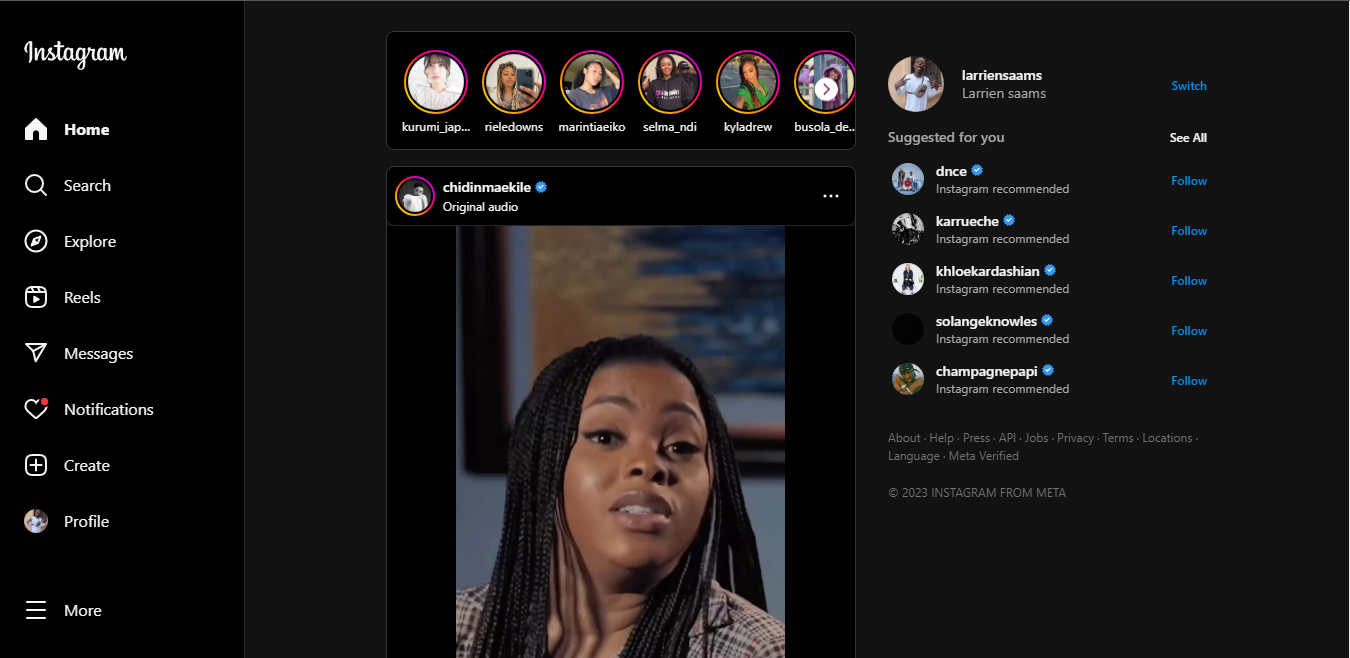 Instagram
Home
Search
Explore
Reels
Messages
Notifications
Create
Profile
More
kurumi_jap...
rieledowns
marintiaeiko
selma_ndi
kyladrew
busola_de...
chidinmaekile
Original audio
larriensaams
Larrien saams
Switch
Suggested for you
See All
dnce
Instagram recommended
Follow
karrueche
Instagram recommended
Follow
khloekardashian
Instagram recommended
Follow
solangeknowles
Instagram recommended
Follow
champagnepapi
Instagram recommended
Follow
About · Help · Press · API · Jobs · Privacy · Terms · Locations ·
Language · Meta Verified
© 2023 INSTAGRAM FROM META